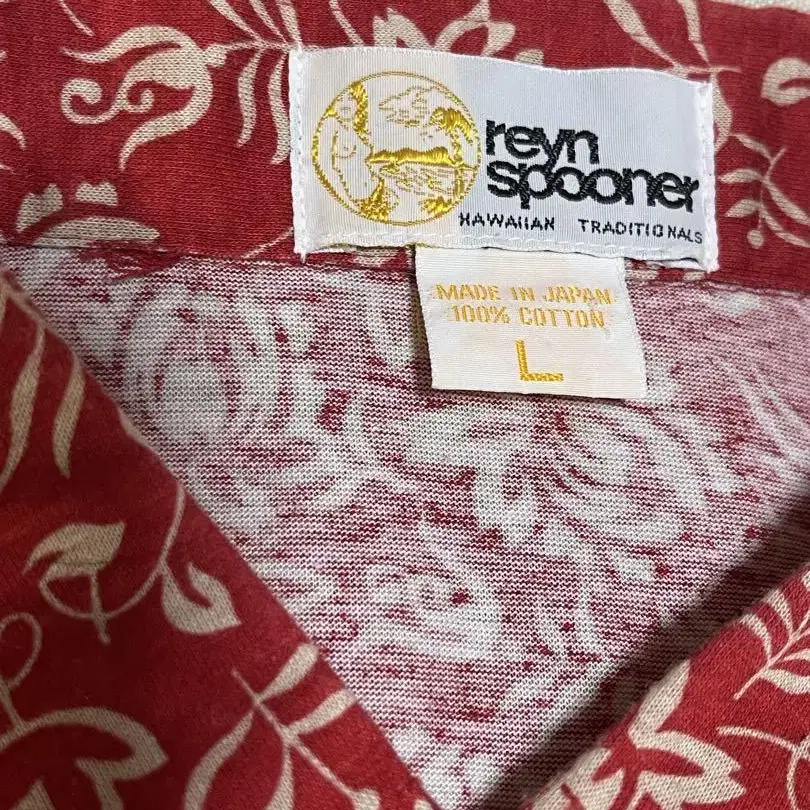 reyn
spooner
HAWAIIAN TRADITIONALS
MADE IN JAPAN
100% COTTON
L